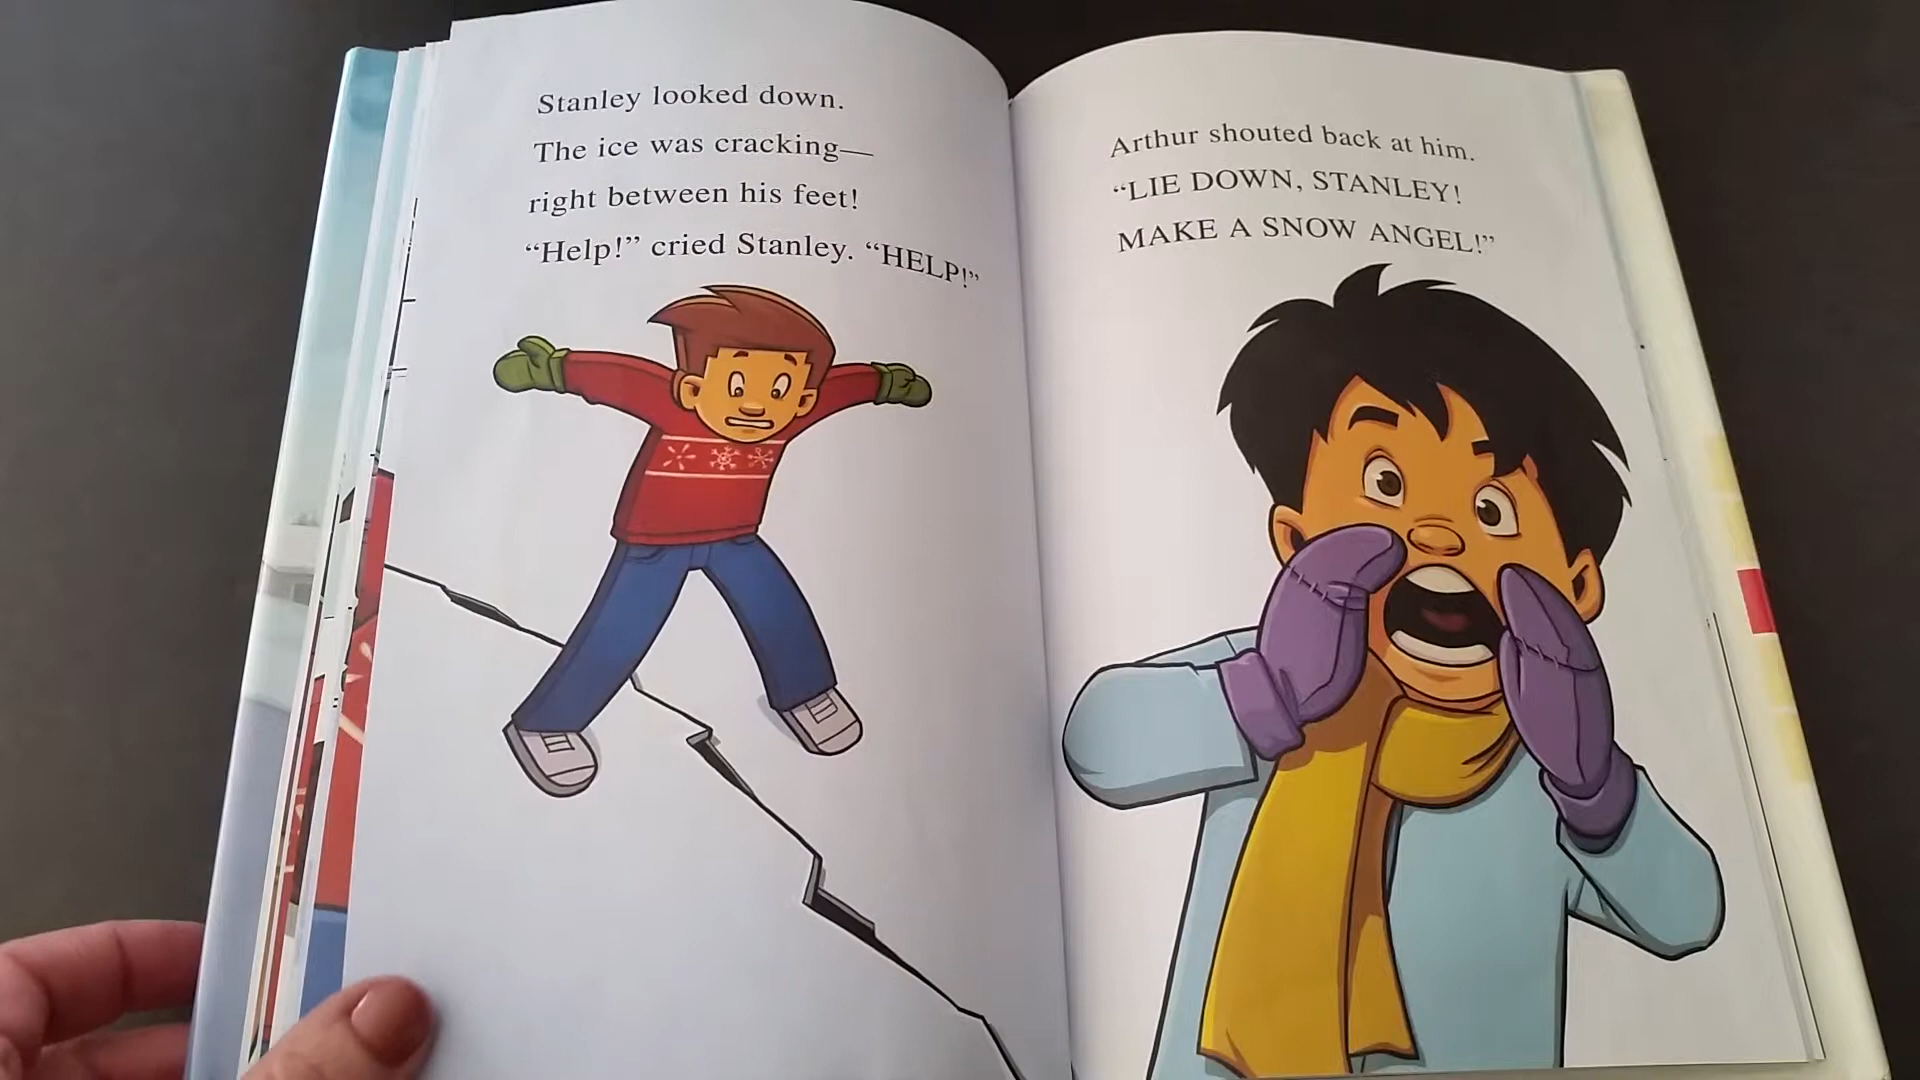 Stanley looked down.
The ice was cracking—
right between his feet!
“Help!” cried Stanley. “HELP!”
Arthur shouted back at him.
“LIE DOWN, STANLEY!
MAKE A SNOW ANGEL!”